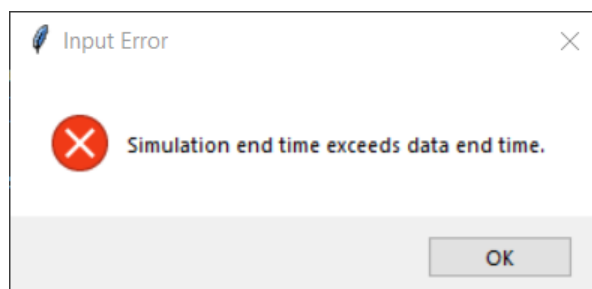 Input Error
Simulation end time exceeds data end time.
OK